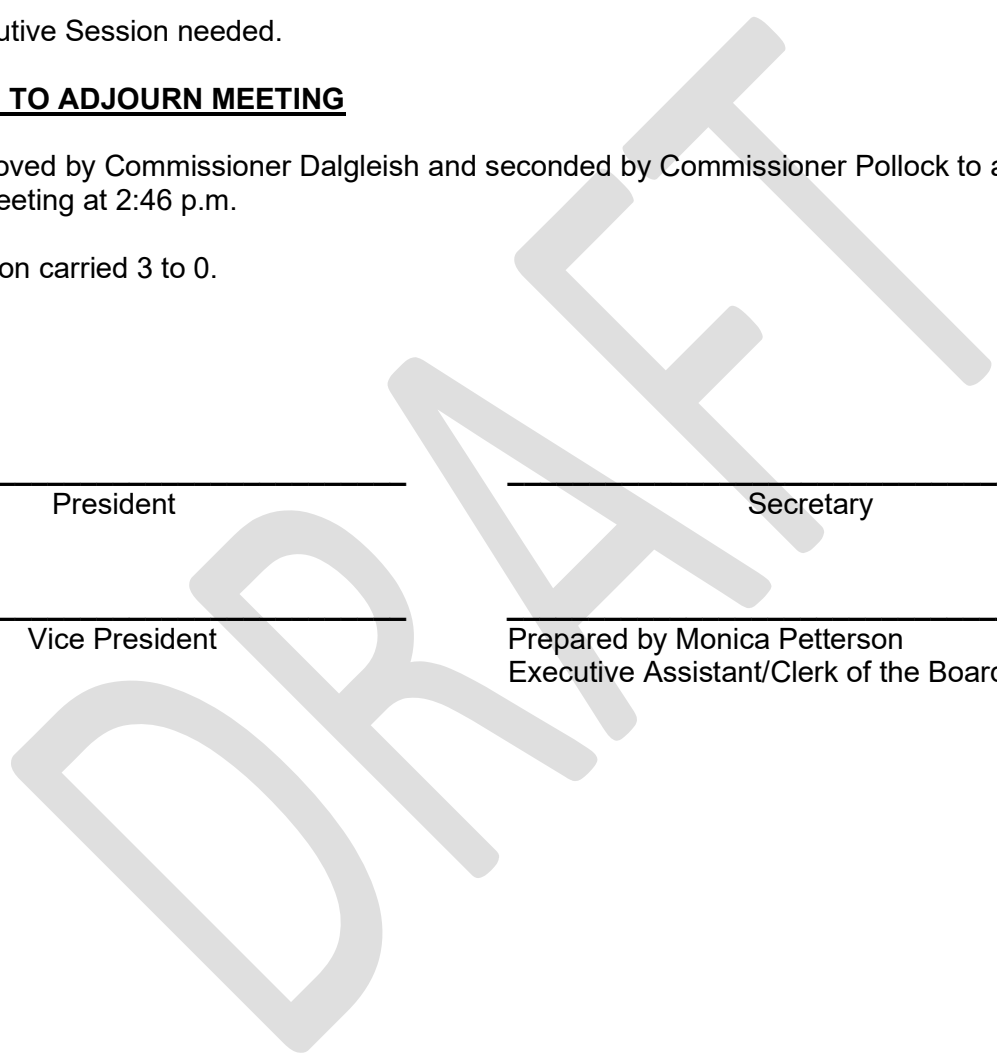 utive Session needed.
TO ADJOURN MEETING
oved by Commissioner Dalgleish and seconded by Commissioner Pollock to a
eeting at 2:46 p.m.
on carried 3 to 0.
President
Secretary
Vice President
Prepared by Monica Petterson
Executive Assistant/Clerk of the Board
DRAFT